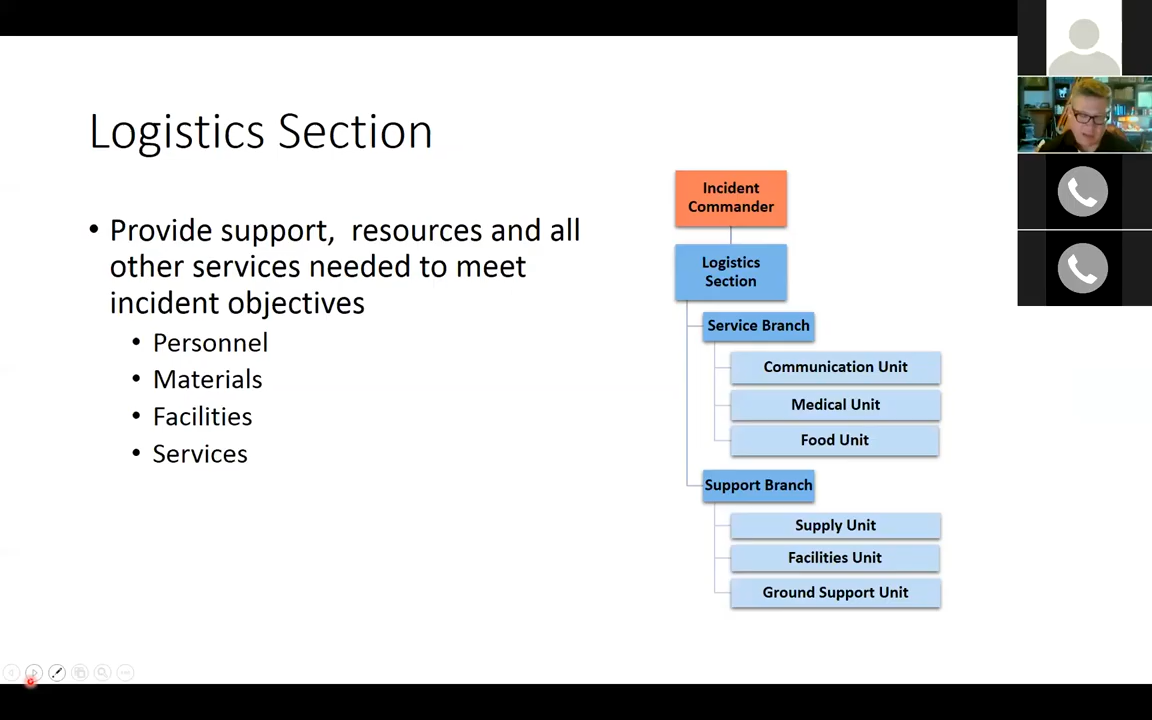 Logistics Section
• Provide support, resources and all
other services needed to meet
incident objectives
• Personnel
• Materials
• Facilities
• Services
Incident
Commander
Logistics
Section
Service Branch
Communication Unit
Medical Unit
Food Unit
Support Branch
Supply Unit
Facilities Unit
Ground Support Unit